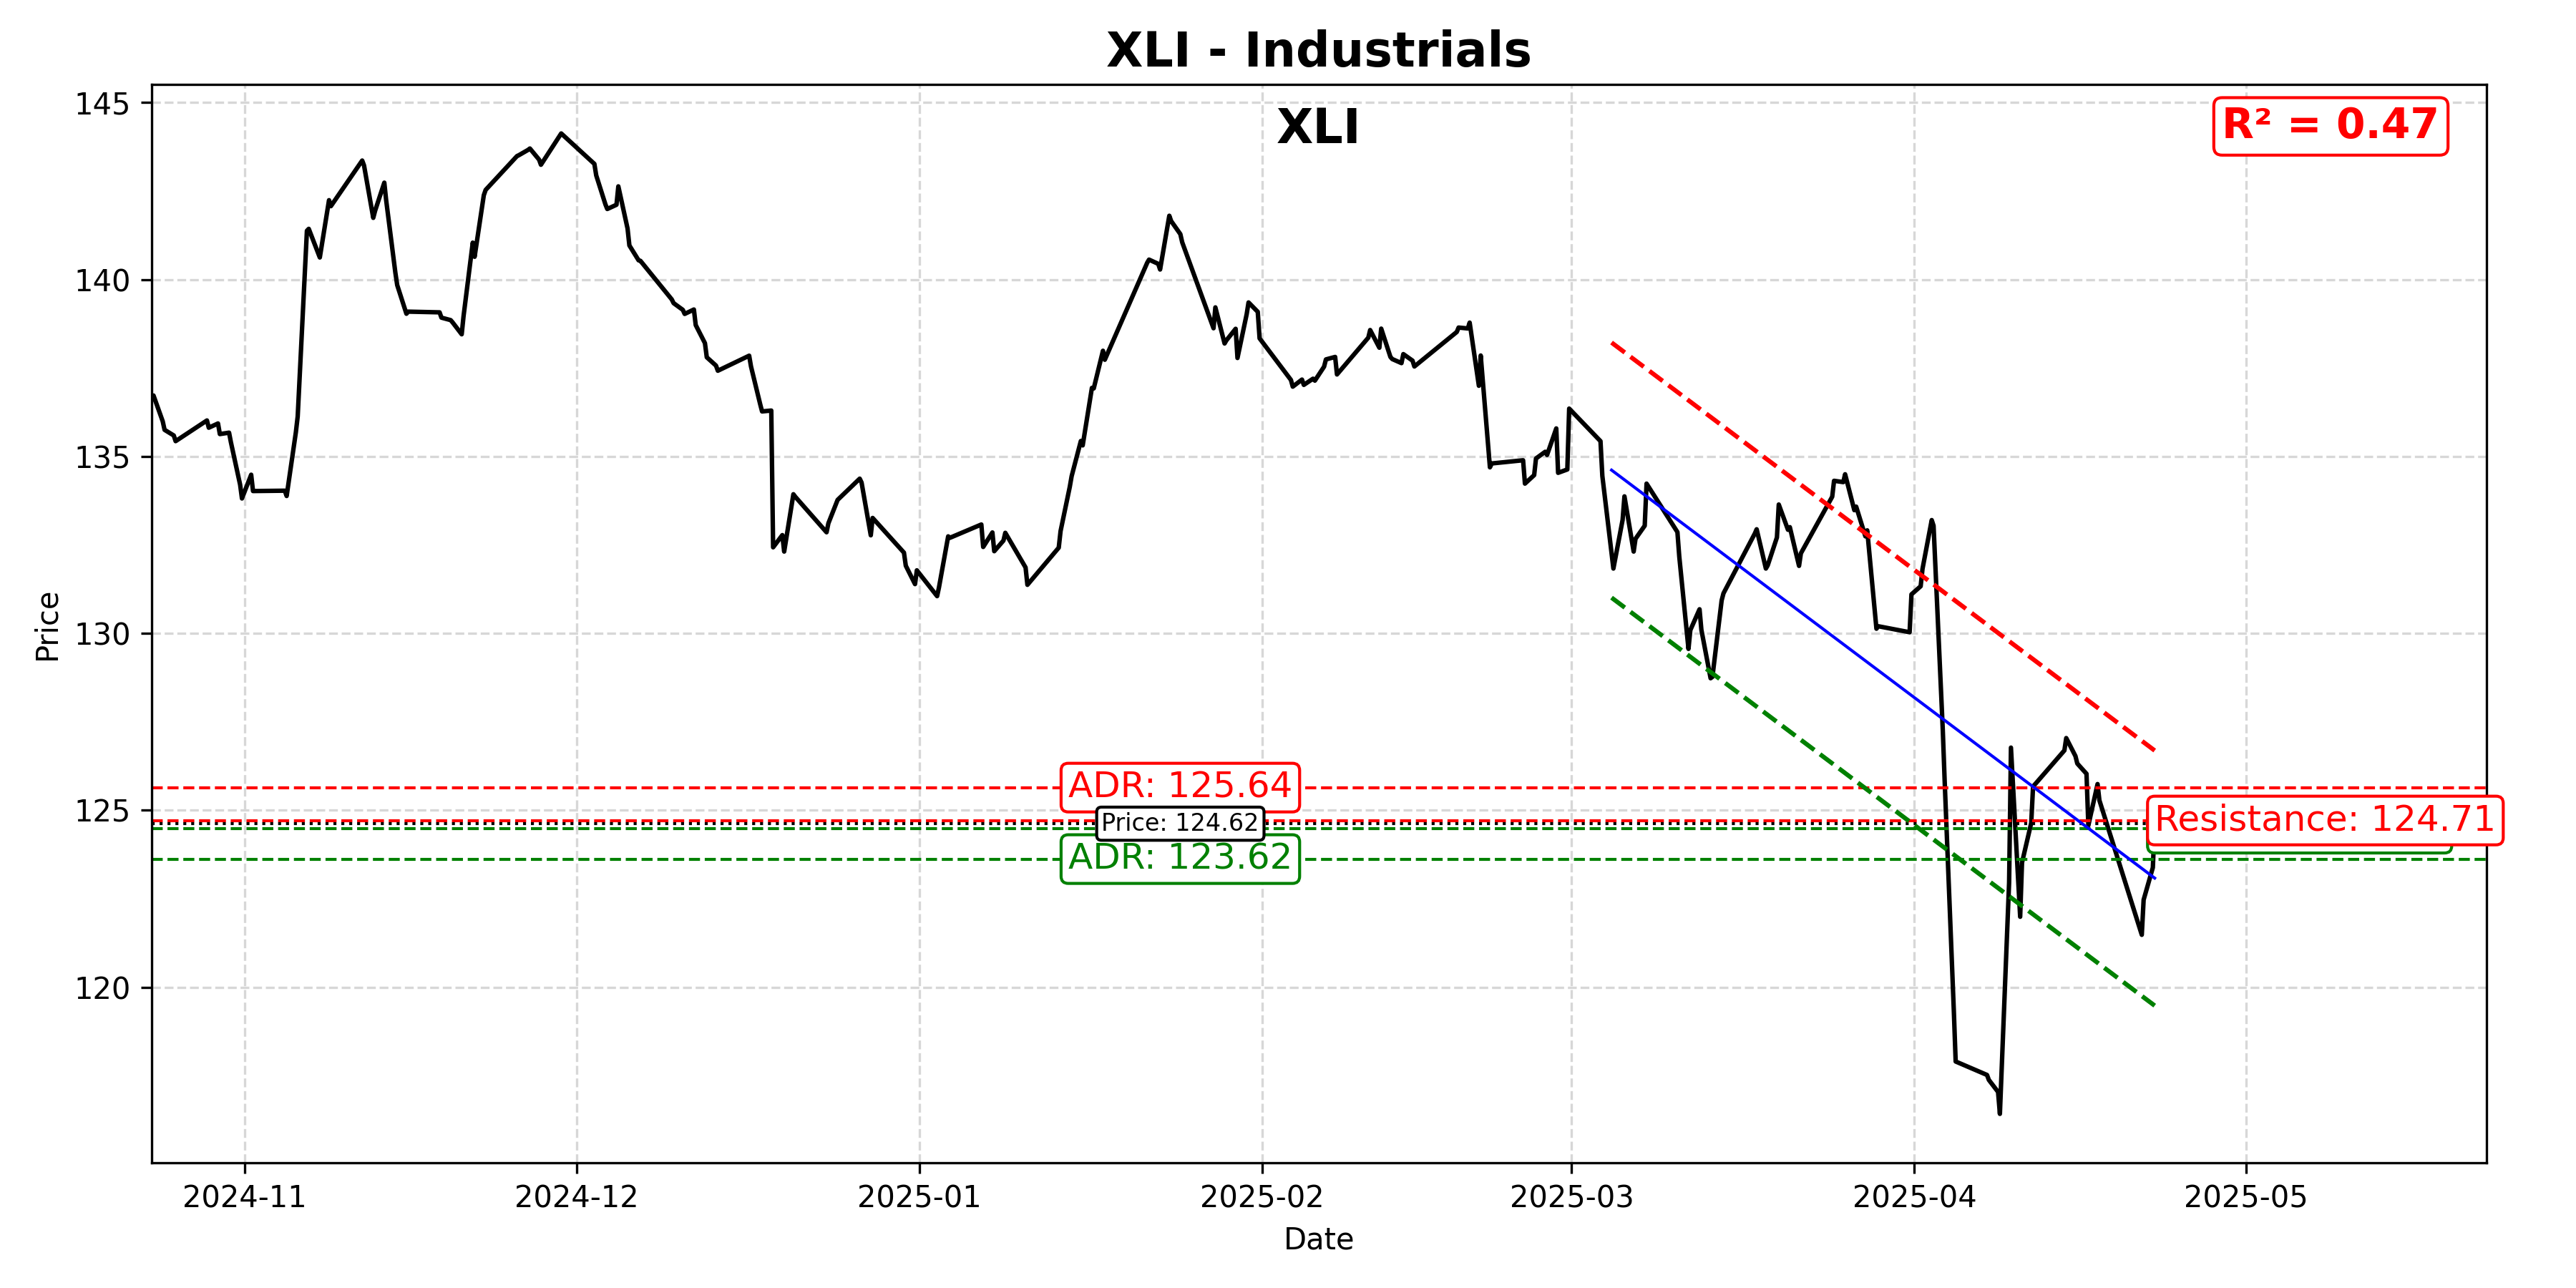 XLI - Industrials
XLI
R² = 0.47
145
140
135
130
125
120
Price
ADR: 125.64
Price: 124.62
ADR: 123.62
Resistance: 124.71
2024-11
2024-12
2025-01
2025-02
2025-03
2025-04
2025-05
Date